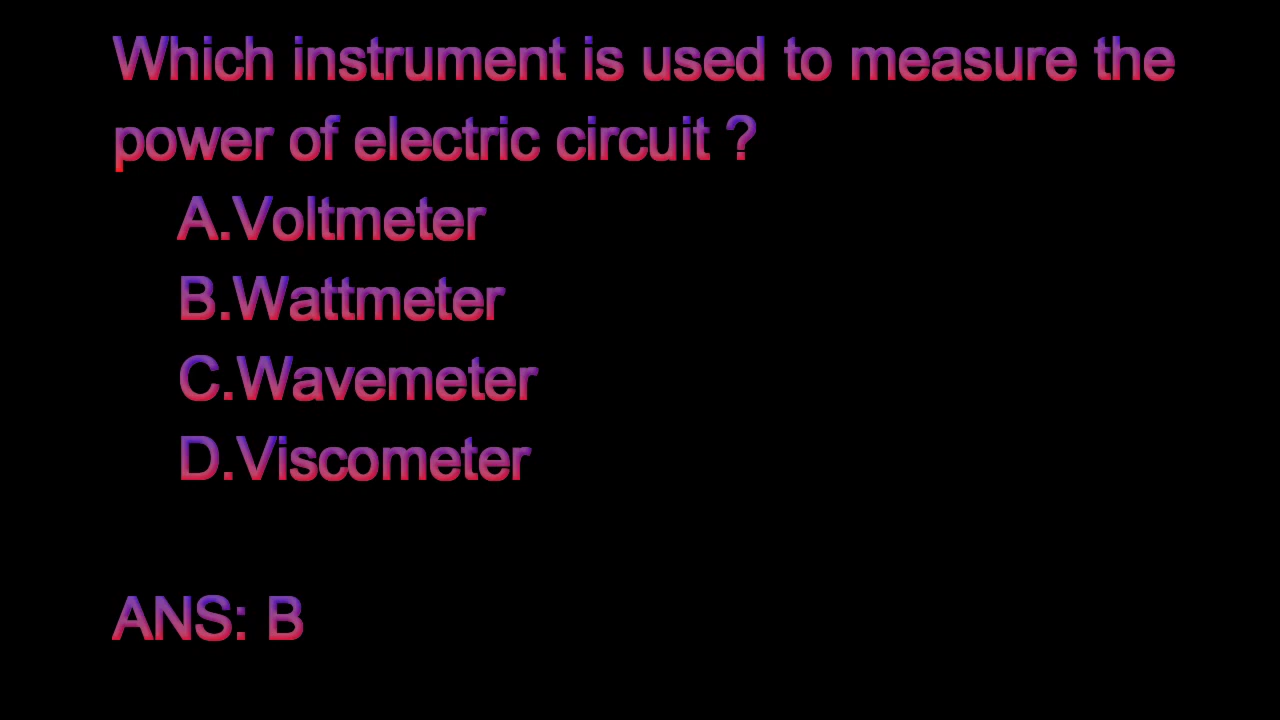 Which instrument is used to measure the
power of electric circuit ?
A.Voltmeter
B.Wattmeter
C.Wavemeter
D.Viscometer
ANS: B